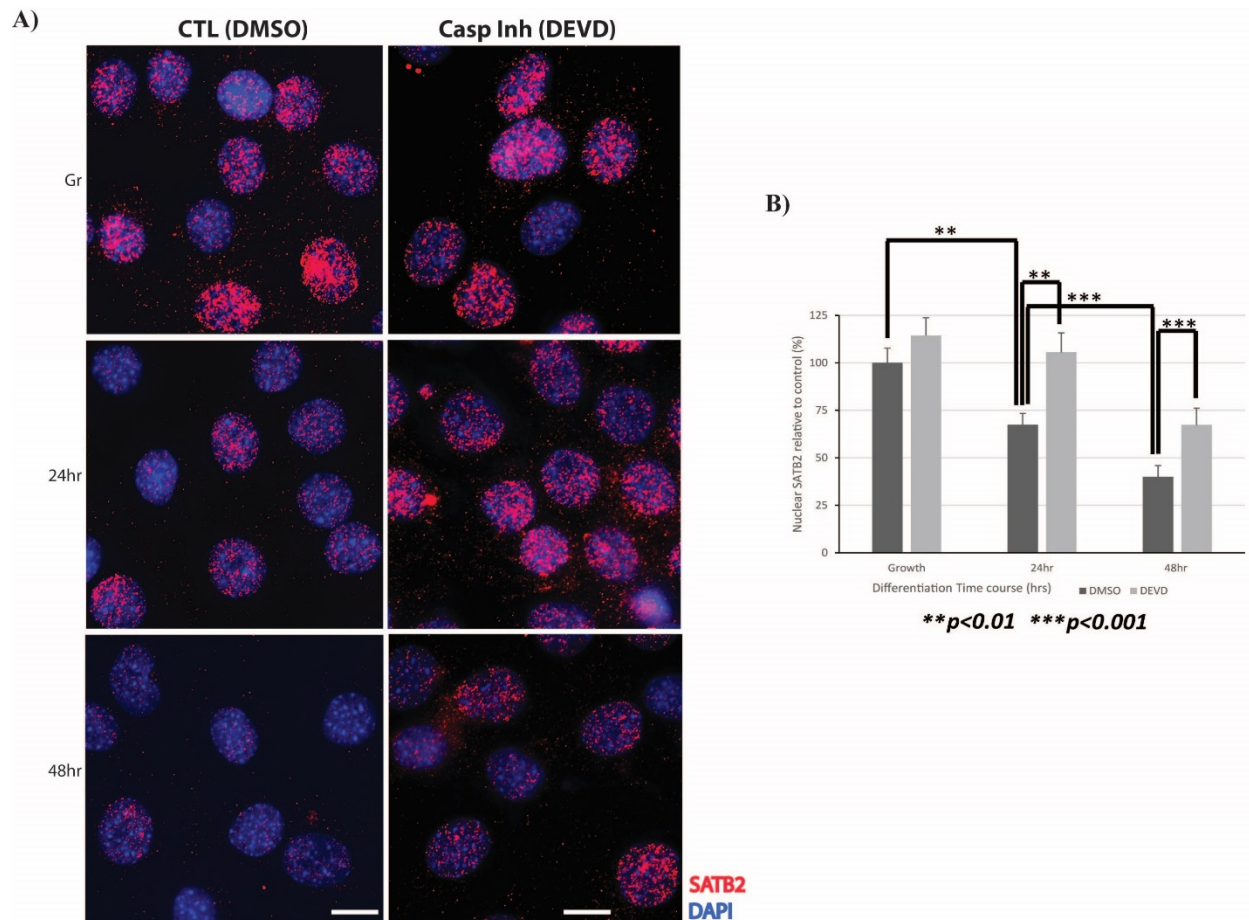 A)
CTL (DMSO) Casp Inh (DEVD)
Gr
24hr
48hr
SATB2
DAPI
B)
**
**
***
***
Nuclear SATB2 relative to control (%)
125
100
75
50
25
0
Growth 24hr 48hr
Differentiation Time course (hrs) DMSO DEVD
**p<0.01 ***p<0.001